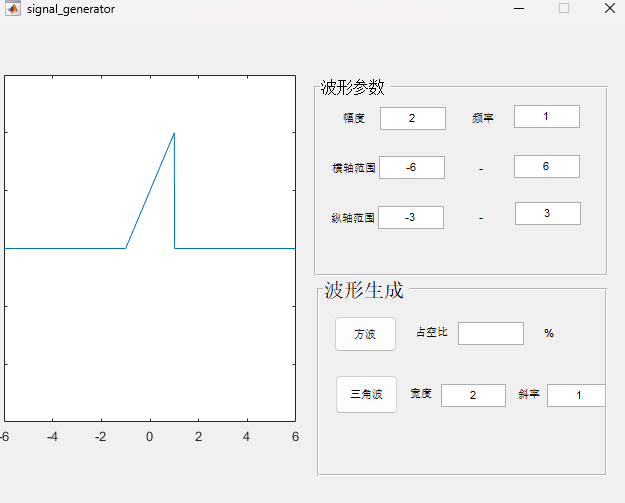 signal_generator
波形参数
幅度 2 频率 1
横轴范围 -6 - 6
纵轴范围 -3 - 3
波形生成
方波 占空比 %
三角波 宽度 2 斜率 1
-6 -4 -2 0 2 4 6